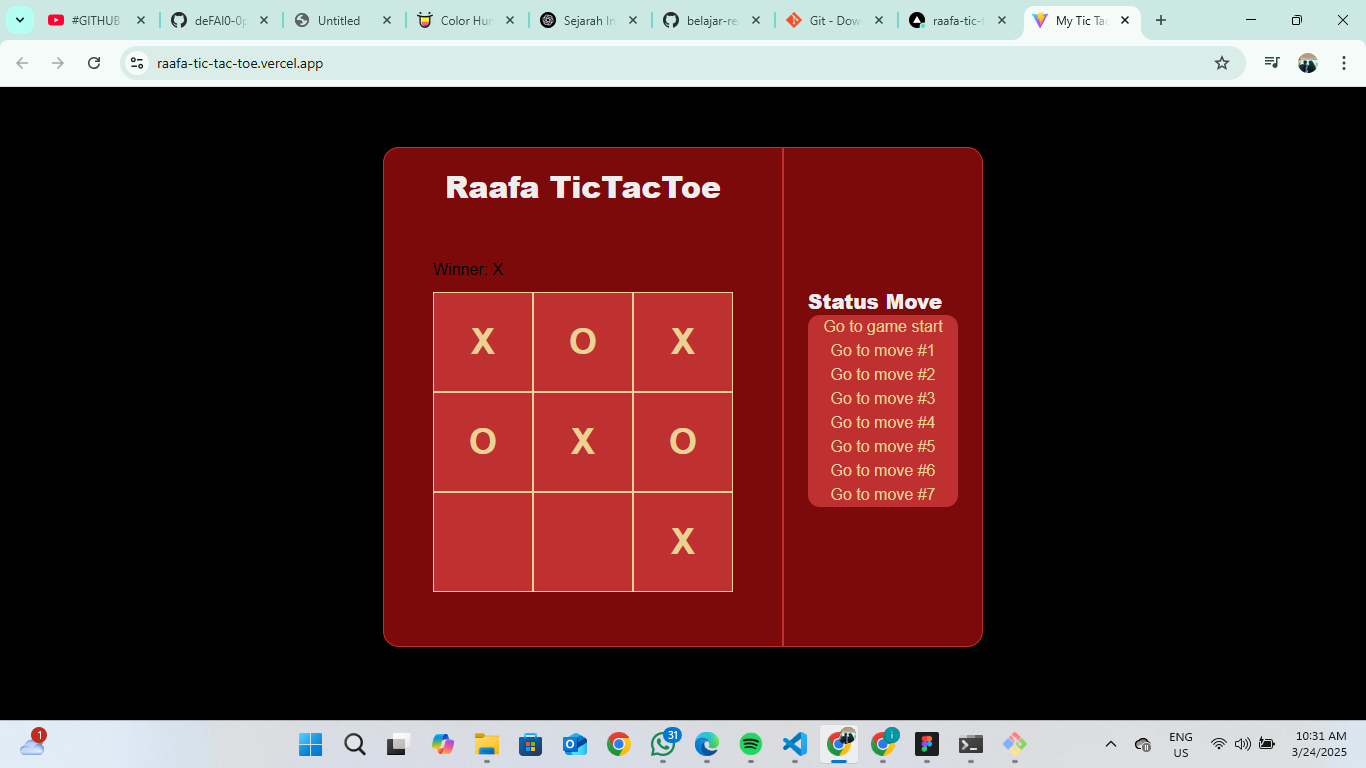 #GITHUB
deFAI0-0p
Untitled
Color Hun
Sejarah In
belajar-re
Git - Dow
raafa-tic-t
My Tic Tac
raafa-tic-tac-toe.vercel.app
Raafa TicTacToe
Winner: X
X O X
O X O
X
Status Move
Go to game start
Go to move #1
Go to move #2
Go to move #3
Go to move #4
Go to move #5
Go to move #6
Go to move #7
1
31
ENG
US
10:31 AM
3/24/2025